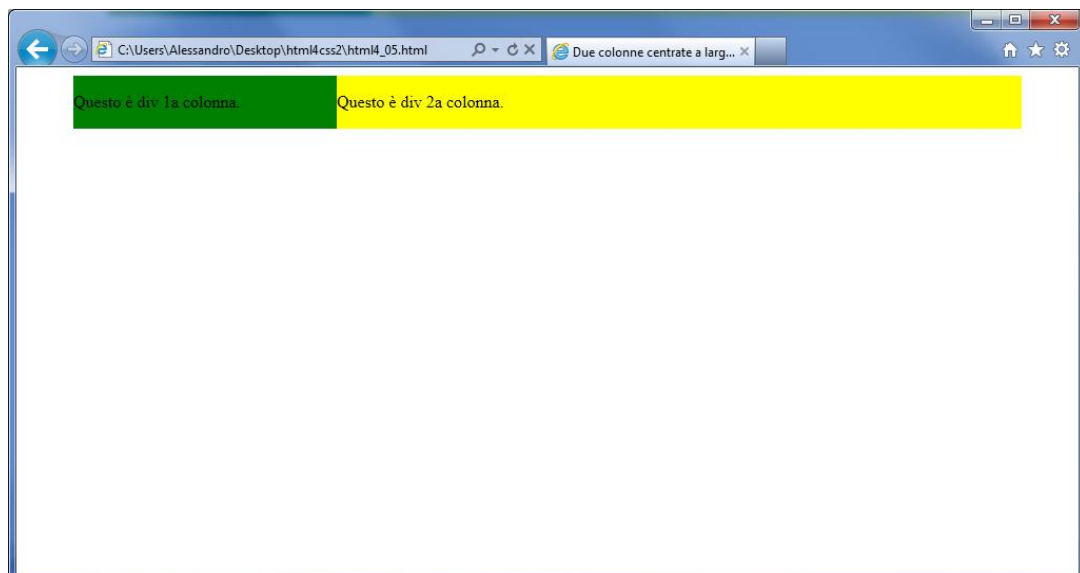 C:\Users\Alessandro\Desktop\html4css2\html4_05.html
Due colonne centrate a larg...
Questo è div 1a colonna.
Questo è div 2a colonna.